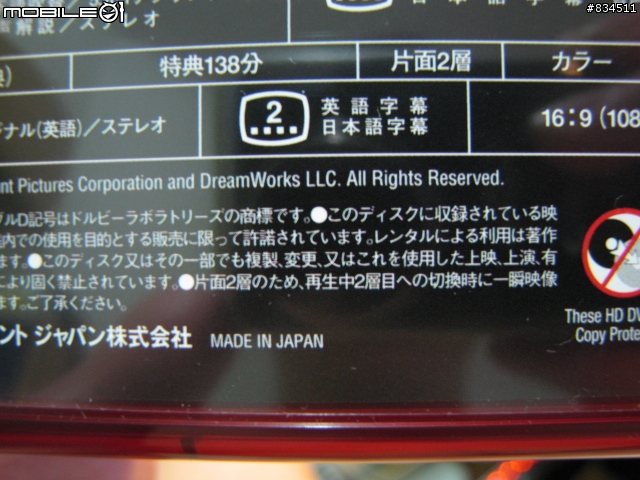 MOBILE01
#834511
解説/ステレオ
特典138分
片面2層
カラー
ナル(英語)/ステレオ
2
英語字幕
日本語字幕
16:9 (108
nt Pictures Corporation and DreamWorks LLC. All Rights Reserved.
ブルD記号はドルビーラボラトリーズの商標です。●このディスクに収録されている映
内での使用を目的とする販売に限って許諾されています。レンタルによる利用は著作
ます。●このディスク又はその一部でも複製、変更、又はこれを使用した上映、上演、有
により固く禁止されています。●片面2層のため、再生中2層目への切換時に一瞬映像
ます。ご了承ください。
These HD DV
Copy Prote
ント ジャパン株式会社 MADE IN JAPAN